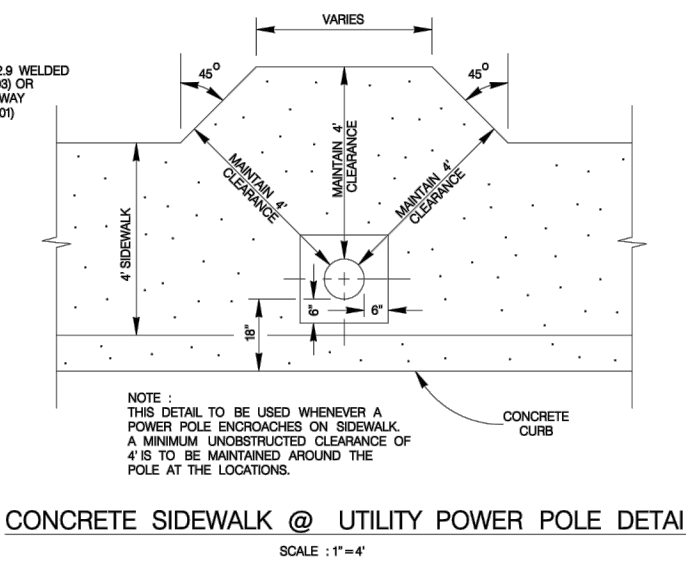 VARIES
2.9 WELDED
03) OR
WAY
01)
45°
45°
MAINTAIN 4'
CLEARANCE
MAINTAIN 4'
CLEARANCE
MAINTAIN 4'
CLEARANCE
4' SIDEWALK
6"
6"
18"
NOTE :
THIS DETAIL TO BE USED WHENEVER A
POWER POLE ENCROACHES ON SIDEWALK.
A MINIMUM UNOBSTRUCTED CLEARANCE OF
4' IS TO BE MAINTAINED AROUND THE
POLE AT THE LOCATIONS.
CONCRETE
CURB
CONCRETE SIDEWALK @ UTILITY POWER POLE DETAI
SCALE : 1"=4'